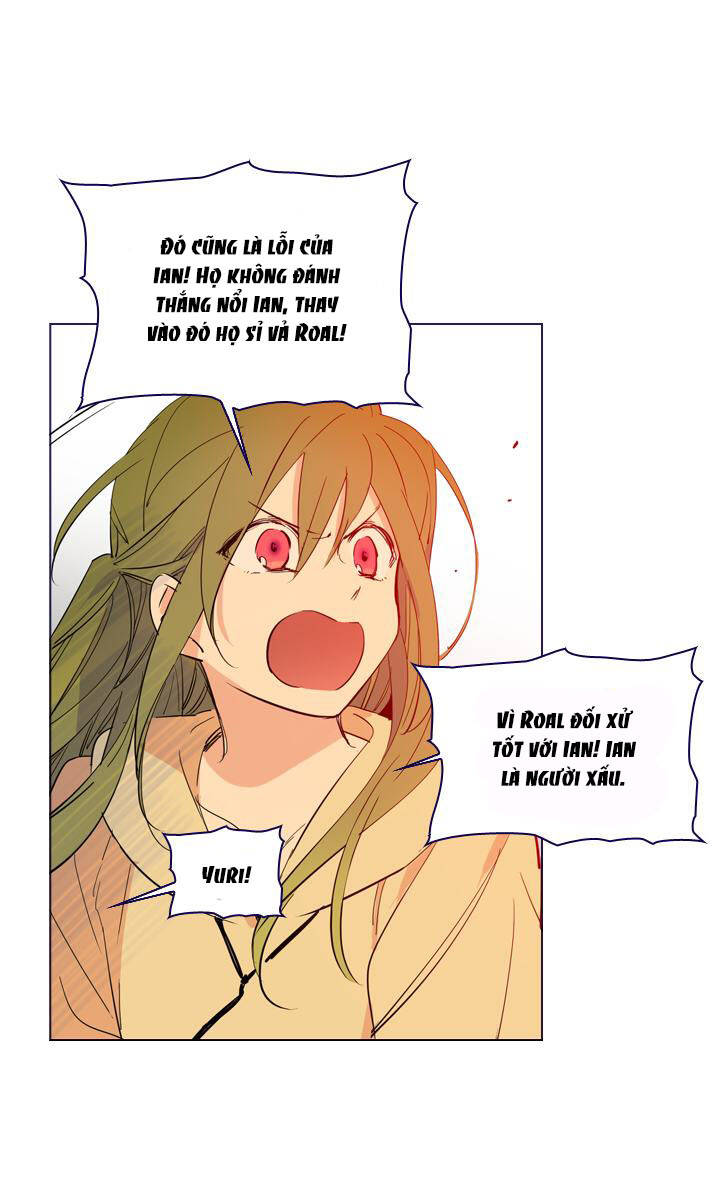 Đó cũng là lỗi của
Ian! Họ không đánh
thắng nổi Ian, thay
vào đó họ sỉ vả Roal!
Vì Roal đối xử
tốt với Ian! Ian
là người xấu.
Yuri!